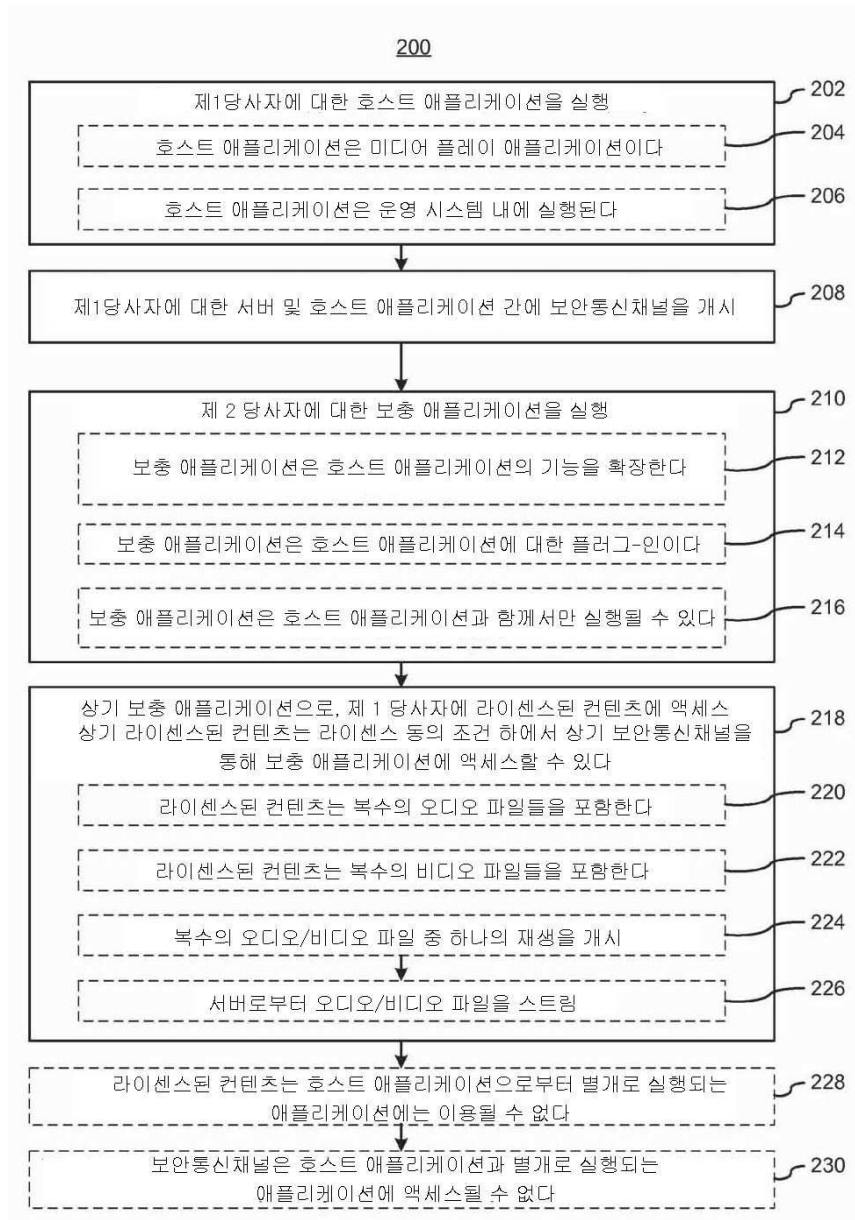 200
제1당사자에 대한 호스트 애플리케이션을 실행
202
호스트 애플리케이션은 미디어 플레이 애플리케이션이다
204
호스트 애플리케이션은 운영 시스템 내에 실행된다
206
제1당사자에 대한 서버 및 호스트 애플리케이션 간에 보안통신채널을 개시
208
제 2 당사자에 대한 보충 애플리케이션을 실행
210
보충 애플리케이션은 호스트 애플리케이션의 기능을 확장한다
212
보충 애플리케이션은 호스트 애플리케이션에 대한 플러그-인이다
214
보충 애플리케이션은 호스트 애플리케이션과 함께서만 실행될 수 있다
216
상기 보충 애플리케이션으로, 제 1 당사자에 라이센스된 컨텐츠에 액세스
상기 라이센스된 컨텐츠는 라이센스 동의 조건 하에서 상기 보안통신채널을
통해 보충 애플리케이션에 액세스할 수 있다
218
라이센스된 컨텐츠는 복수의 오디오 파일들을 포함한다
220
라이센스된 컨텐츠는 복수의 비디오 파일들을 포함한다
222
복수의 오디오/비디오 파일 중 하나의 재생을 개시
224
서버로부터 오디오/비디오 파일을 스트림
226
라이센스된 컨텐츠는 호스트 애플리케이션으로부터 별개로 실행되는
애플리케이션에는 이용될 수 없다
228
보안통신채널은 호스트 애플리케이션과 별개로 실행되는
애플리케이션에 액세스될 수 없다
230